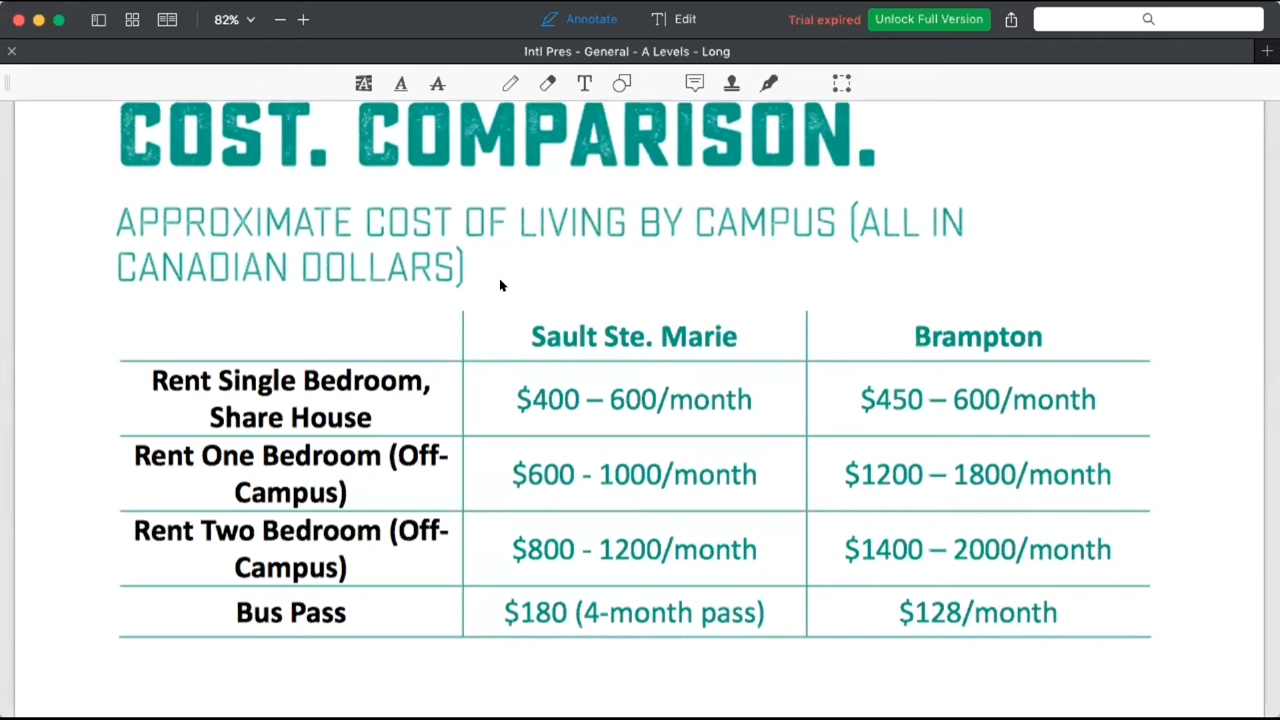 82%
Annotate
Edit
Trial expired
Unlock Full Version
Intl Pres - General - A Levels - Long
COST. COMPARISON.
APPROXIMATE COST OF LIVING BY CAMPUS (ALL IN
CANADIAN DOLLARS)
Sault Ste. Marie Brampton
Rent Single Bedroom,
Share House $400 – 600/month $450 – 600/month
Rent One Bedroom (Off-
Campus) $600 - 1000/month $1200 – 1800/month
Rent Two Bedroom (Off-
Campus) $800 - 1200/month $1400 – 2000/month
Bus Pass $180 (4-month pass) $128/month